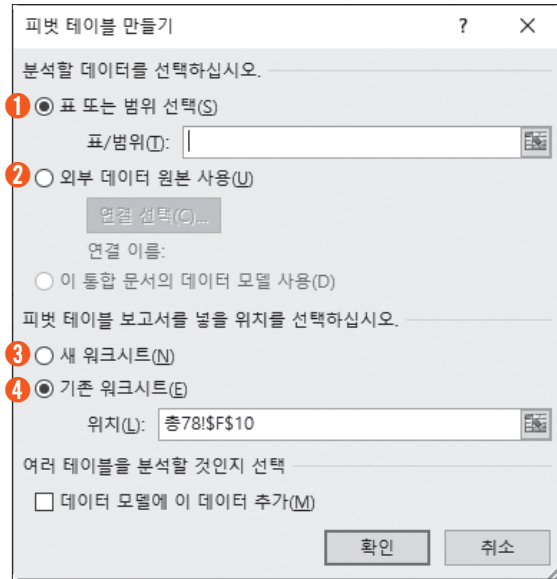 피벗 테이블 만들기 ? ×
분석할 데이터를 선택하십시오.
1 표 또는 범위 선택(S)
표/범위(T):
2 외부 데이터 원본 사용(U)
연결 선택(C)...
연결 이름:
이 통합 문서의 데이터 모델 사용(D)
피벗 테이블 보고서를 넣을 위치를 선택하십시오.
3 새 워크시트(N)
4 기존 워크시트(E)
위치(L): 총78!$F$10
여러 테이블을 분석할 것인지 선택
데이터 모델에 이 데이터 추가(M)
확인 취소